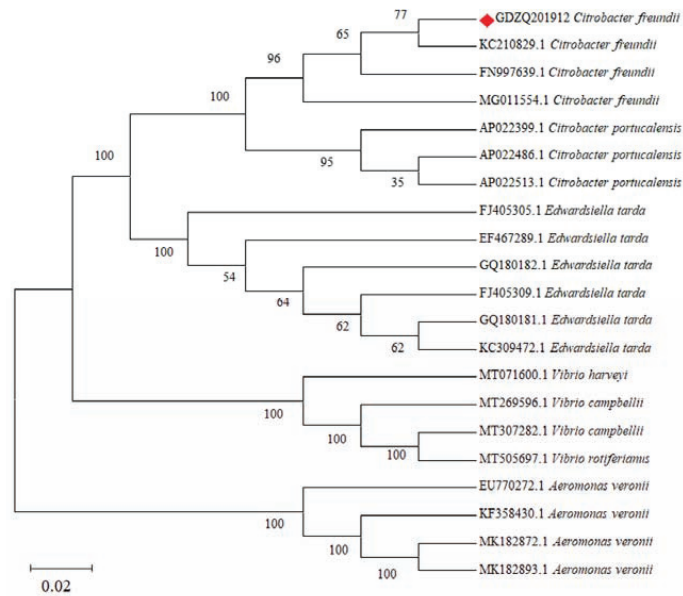 77
GDZQ201912 Citrobacter freundii
65
KC210829.1 Citrobacter freundii
96
FN997639.1 Citrobacter freundii
100
MG011554.1 Citrobacter freundii
AP022399.1 Citrobacter portucalensis
100
95
AP022486.1 Citrobacter portucalensis
35
AP022513.1 Citrobacter portucalensis
FJ405305.1 Edwardsiella tarda
100
EF467289.1 Edwardsiella tarda
54
GQ180182.1 Edwardsiella tarda
64
FJ405309.1 Edwardsiella tarda
62
GQ180181.1 Edwardsiella tarda
62
KC309472.1 Edwardsiella tarda
MT071600.1 Vibrio harveyi
100
MT269596.1 Vibrio campbellii
100
MT307282.1 Vibrio campbellii
100
MT505697.1 Vibrio rotiferianus
EU770272.1 Aeromonas veronii
100
KF358430.1 Aeromonas veronii
100
MK182872.1 Aeromonas veronii
100
MK182893.1 Aeromonas veronii
0.02